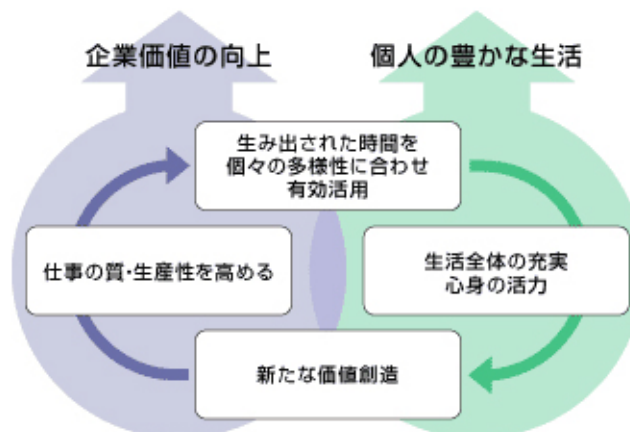 企業価値の向上
個人の豊かな生活
生み出された時間を
個々の多様性に合わせ
有効活用
仕事の質・生産性を高める
生活全体の充実
心身の活力
新たな価値創造